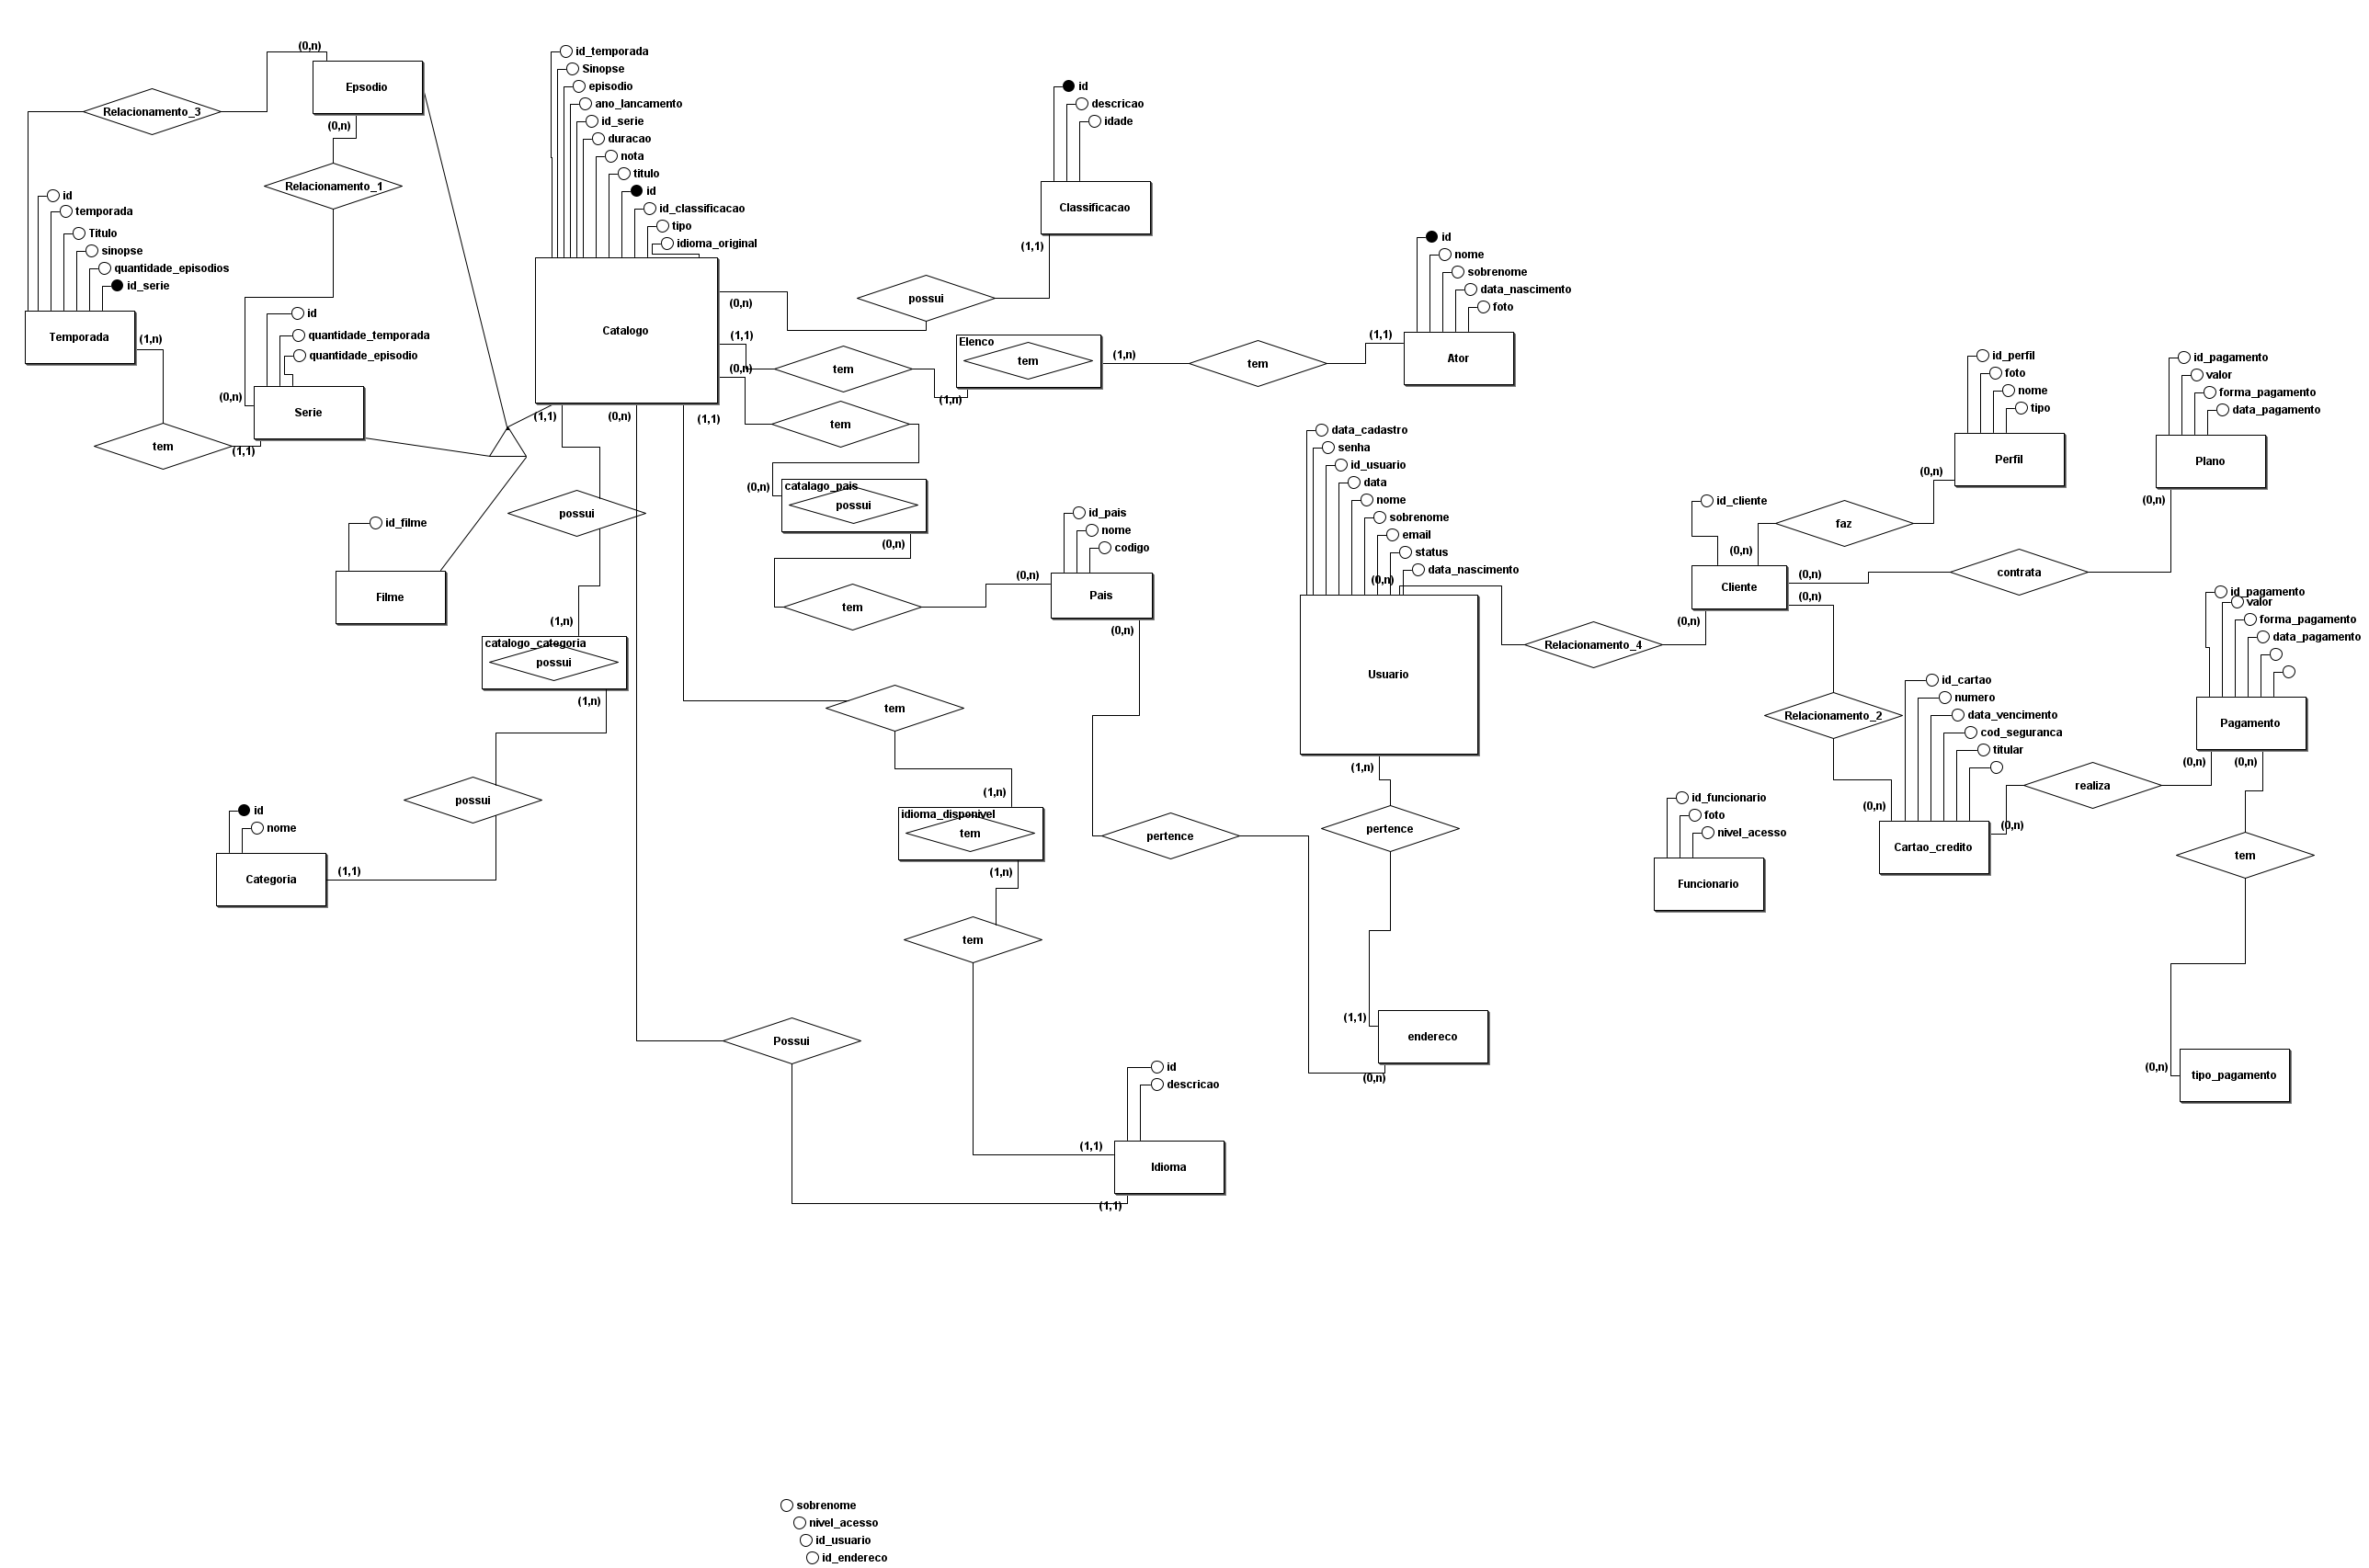 (0,n)
Epsodio
Relacionamento_3
(0,n)
Relacionamento_1
id
temporada
Titulo
sinopse
quantidade_episodios
id_serie
Temporada
(1,n)
id
quantidade_temporada
quantidade_episodio
(0,n)
Serie
tem
(1,1)
id_temporada
Sinopse
episodio
ano_lancamento
id_serie
duracao
nota
titulo
id
id_classificacao
tipo
idioma_original
Catalogo
(0,n)
(1,1)
(0,n)
(1,1)
(0,n)
(1,1)
id
descricao
idade
Classificacao
(1,1)
possui
Elenco
tem
(1,n)
tem
(1,n)
tem
(1,1)
id
nome
sobrenome
data_nascimento
foto
Ator
tem
(0,n)
catalago_pais
possui
(0,n)
tem
(0,n)
id_pais
nome
codigo
Pais
(0,n)
id_filme
Filme
possui
(1,n)
catalogo_categoria
possui
(1,n)
possui
id
nome
Categoria
(1,1)
tem
(1,n)
idioma_disponivel
tem
(1,n)
tem
Possui
id
descricao
(1,1)
Idioma
(1,1)
pertence
data_cadastro
senha
id_usuario
data
nome
sobrenome
email
status
data_nascimento
(0,n)
Usuario
(1,n)
pertence
(1,1)
endereco
(0,n)
Relacionamento_4
(0,n)
id_cliente
(0,n)
Cliente
(0,n)
(0,n)
faz
(0,n)
id_perfil
foto
nome
tipo
Perfil
id_pagamento
valor
forma_pagamento
data_pagamento
Plano
(0,n)
contrata
Relacionamento_2
(0,n)
id_cartao
numero
data_vencimento
cod_seguranca
titular
Cartao_credito
(0,n)
realiza
id_pagamento
valor
forma_pagamento
data_pagamento
Pagamento
(0,n)
(0,n)
tem
(0,n)
tipo_pagamento
id_funcionario
foto
nivel_acesso
Funcionario
sobrenome
nivel_acesso
id_usuario
id_endereco